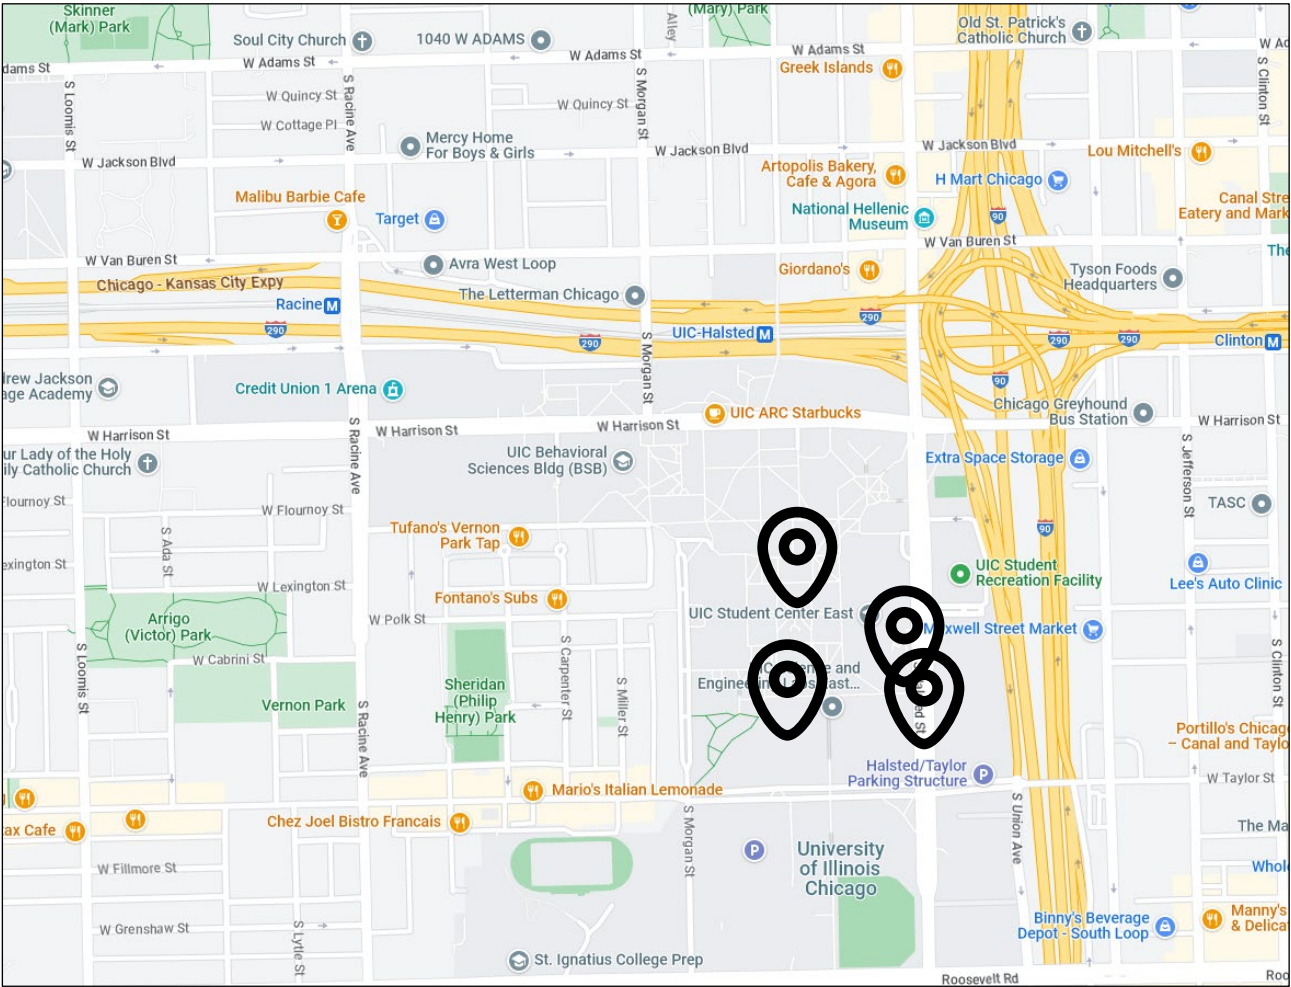 Skinner
(Mark) Park
(Mary) Park
Alley
Soul City Church
1040 W ADAMS
Old St. Patrick's
Catholic Church
dams St
W Adams St
W Adams St
W Adams St
W Ad
Greek Islands
S Loomis St
S Racine Ave
S Morgan St
S Clinton St
W Quincy St
W Quincy St
W Cottage Pl
Mercy Home
For Boys & Girls
W Jackson Blvd
W Jackson Blvd
W Jackson Blvd
Lou Mitchell's
Artopolis Bakery,
Cafe & Agora
H Mart Chicago
Malibu Barbie Cafe
Target
National Hellenic
Museum
90
Canal Stre
Eatery and Mark
W Van Buren St
W Van Buren St
The
Avra West Loop
Giordano's
Tyson Foods
Headquarters
Chicago - Kansas City Expy
The Letterman Chicago
Racine M
290
290
290
UIC-Halsted M
290
290
Clinton M
S Morgan St
90
drew Jackson
age Academy
Credit Union 1 Arena
UIC ARC Starbucks
Chicago Greyhound
Bus Station
W Harrison St
W Harrison St
W Harrison St
W Harrison St
S Racine Ave
S Jefferson St
ur Lady of the Holy
ily Catholic Church
UIC Behavioral
Sciences Bldg (BSB)
Extra Space Storage
Flournoy St
W Flournoy St
TASC
90
Tufano's Vernon
Park Tap
S Ada St
exington St
W Lexington St
UIC Student
Recreation Facility
Lee's Auto Clinic
Fontano's Subs
Arrigo
(Victor) Park
W Polk St
UIC Student Center East
Maxwell Street Market
S Loomis St
W Cabrini St
S Carpenter St
S Miller St
S Clinton St
Sheridan
(Philip
Henry) Park
Vernon Park
S Racine Ave
Portillo's Chicago
– Canal and Taylo
Halsted/Taylor
Parking Structure P
W Taylor St
Mario's Italian Lemonade
ax Cafe
Chez Joel Bistro Francais
S Morgan St
S Union Ave
The Ma
P
University
of Illinois
Chicago
W Fillmore St
Whol
W Grenshaw St
S Lytle St
Binny's Beverage
Depot - South Loop
Manny's
& Delicat
St. Ignatius College Prep
Roosevelt Rd
Roo